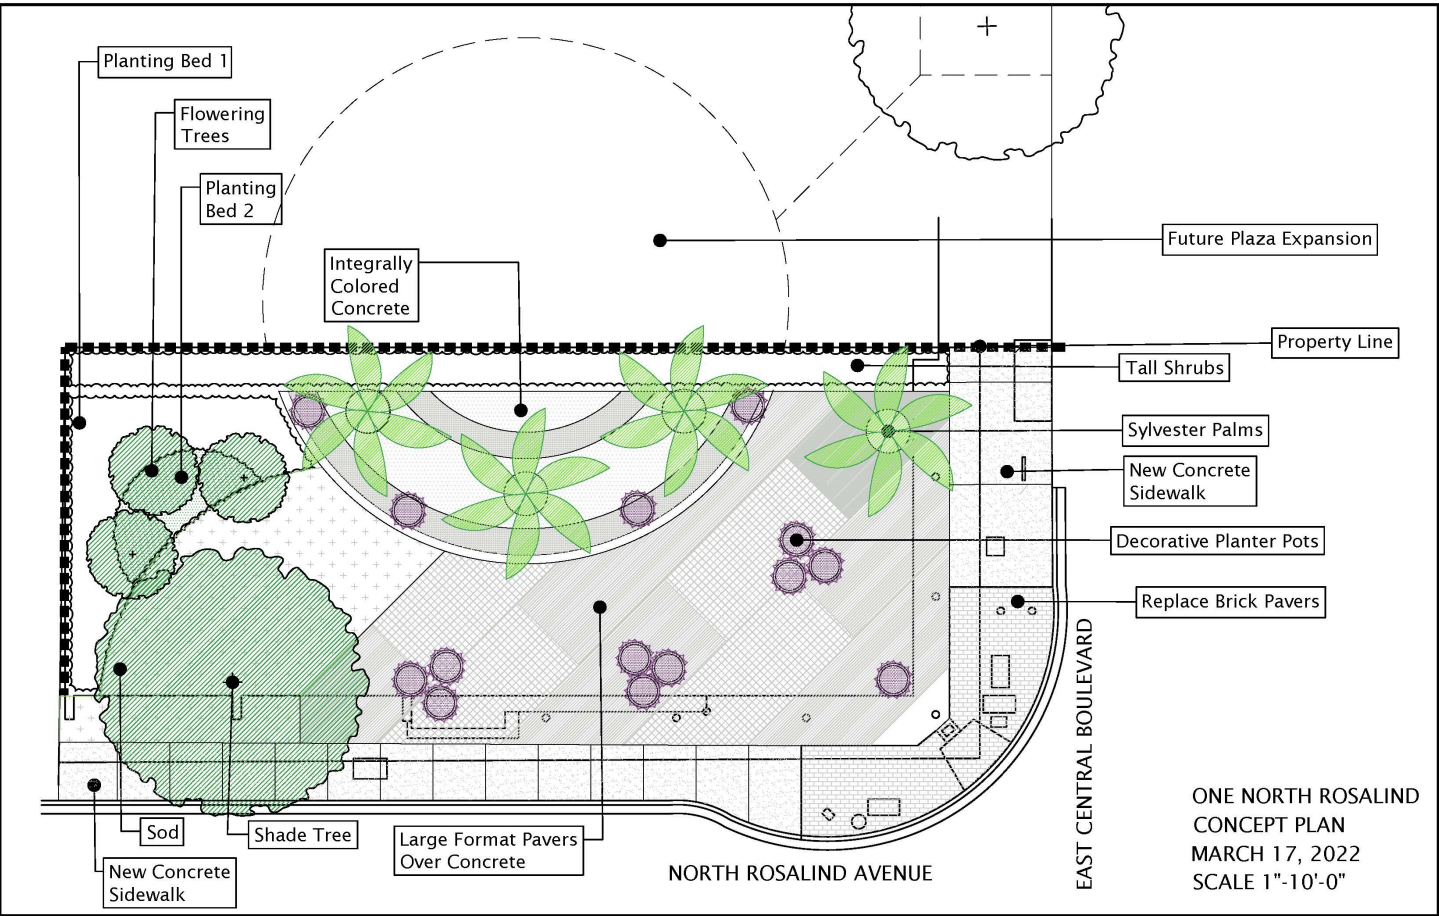 Planting Bed 1
Flowering
Trees
Planting
Bed 2
Integrally
Colored
Concrete
Future Plaza Expansion
Property Line
Tall Shrubs
Sylvester Palms
New Concrete
Sidewalk
Decorative Planter Pots
Replace Brick Pavers
EAST CENTRAL BOULEVARD
Sod
Shade Tree
Large Format Pavers
Over Concrete
New Concrete
Sidewalk
NORTH ROSALIND AVENUE
ONE NORTH ROSALIND
CONCEPT PLAN
MARCH 17, 2022
SCALE 1"-10'-0"